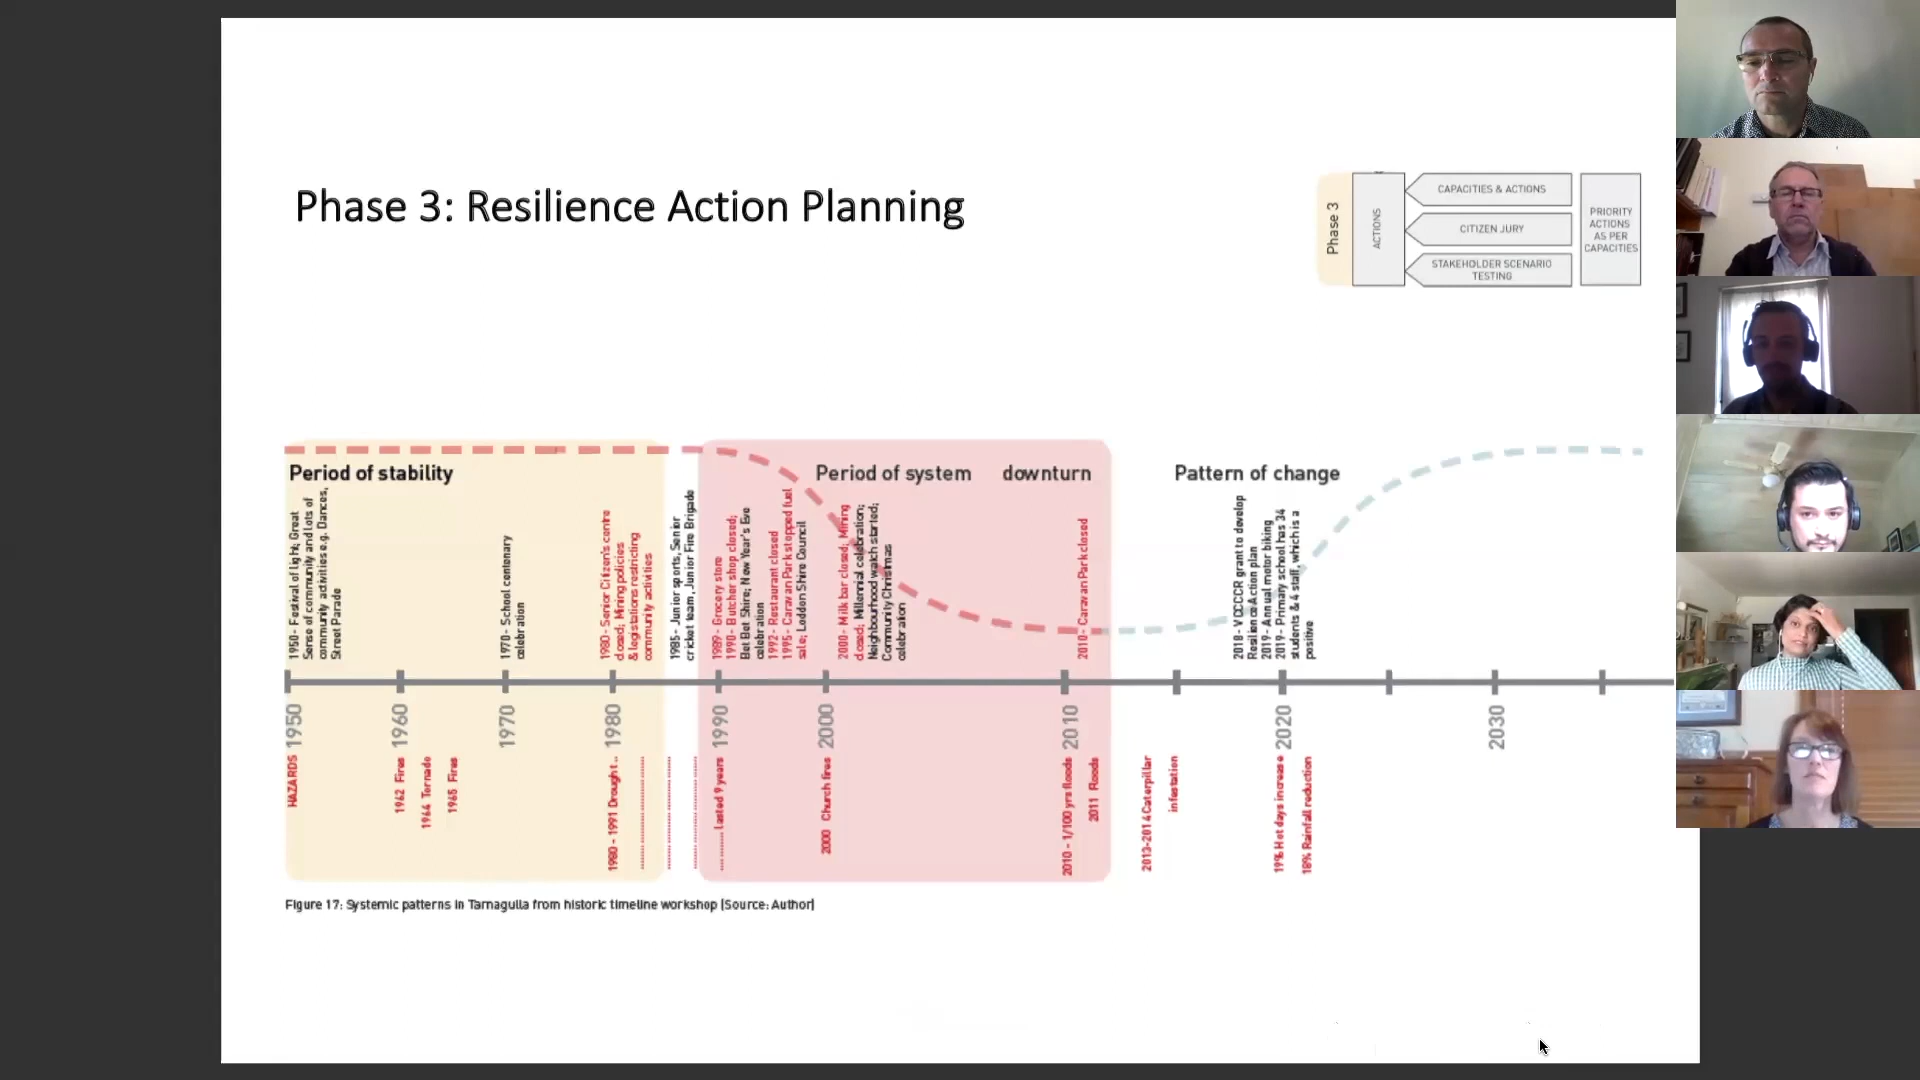 Phase 3: Resilience Action Planning
Phase 3
ACTIONS
CAPACITIES & ACTIONS
CITIZEN JURY
STAKEHOLDER SCENARIO
TESTING
PRIORITY
ACTIONS
AS PER
CAPACITIES
Period of stability
Period of system downturn
Pattern of change
1950- Festival of light; Great
Sense of community and lots of
community activities e.g. Dances,
Street Parade
1970- School centenary
celebration
1980- Senior Citizen's centre
closed; Mining policies
& legislations restricting
community activities
1985- Junior sports, Senior
cricket team, Junior Fire Brigade
1989- Grocery store
1990- Butcher shop closed;
Bet Bet Shire; New Year's Eve
celebration
1992- Restaurant closed
1995- Caravan Park stopped fuel
sale; Loddon Shire Council
2000- Milk bar closed; Mining
closed; Millennial celebration;
Neighbourhood watch started;
Community Christmas
celebration
2010- Caravan Park closed
2018- VCCCCR grant to develop
Resilience Action plan
2019- Annual motor biking
2019- Primary school has 34
students & 4 staff, which is a
positive
1950
1960
1970
1980
1990
2000
2010
2020
2030
HAZARDS
1962 Fires
1964 Tornado
1965 Fires
1980 - 1991 Drought..
...... lasted 9 years
2000 Church fires
2010 - 1/100 yrs floods
2011 Floods
2013-2014 Caterpillar
infestation
19% Hot days increase
18% Rainfall reduction
Figure 17: Systemic patterns in Tarnagulla from historic timeline workshop (Source: Author)